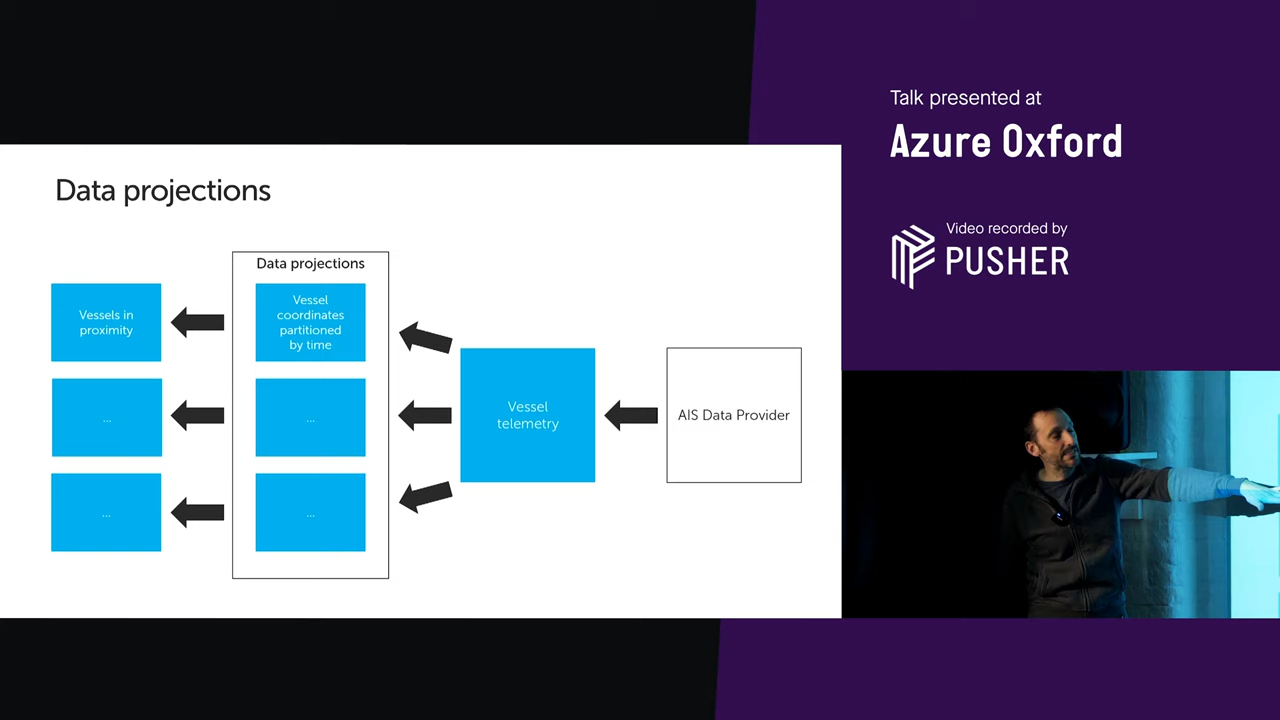 Talk presented at
Azure Oxford
Video recorded by
PUSHER
Data projections
Data projections
Vessels in
proximity
Vessel
coordinates
partitioned
by time
Vessel
telemetry
AIS Data Provider
...
...
...
...